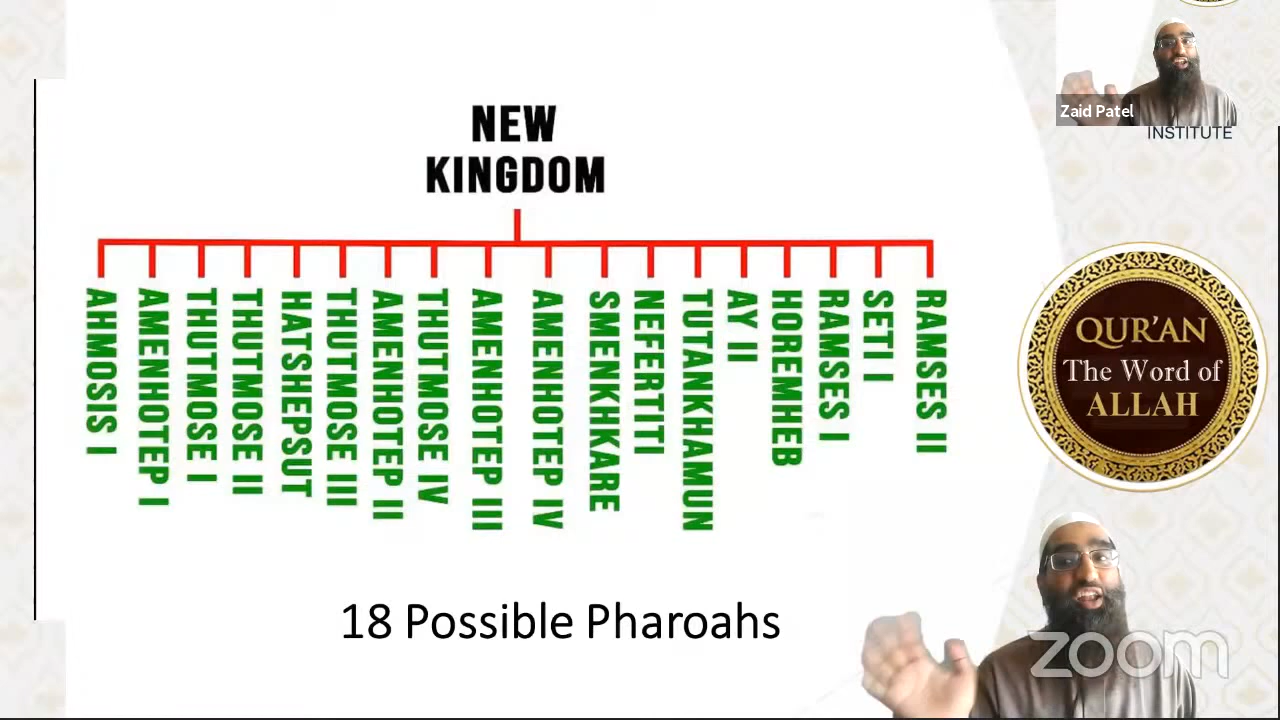 NEW
KINGDOM
AHMOSIS I
AMENHOTEP I
THUTMOSE I
THUTMOSE II
HATSHEPSUT
THUTMOSE III
AMENHOTEP II
THUTMOSE IV
AMENHOTEP III
AMENHOTEP IV
SMENKHKARE
NEFERTITI
TUTANKHAMUN
AY II
HOREMHEB
RAMSES I
SETI I
RAMSES II
18 Possible Pharoahs
Zaid Patel
INSTITUTE
QUR'AN
The Word of
ALLAH
zoom